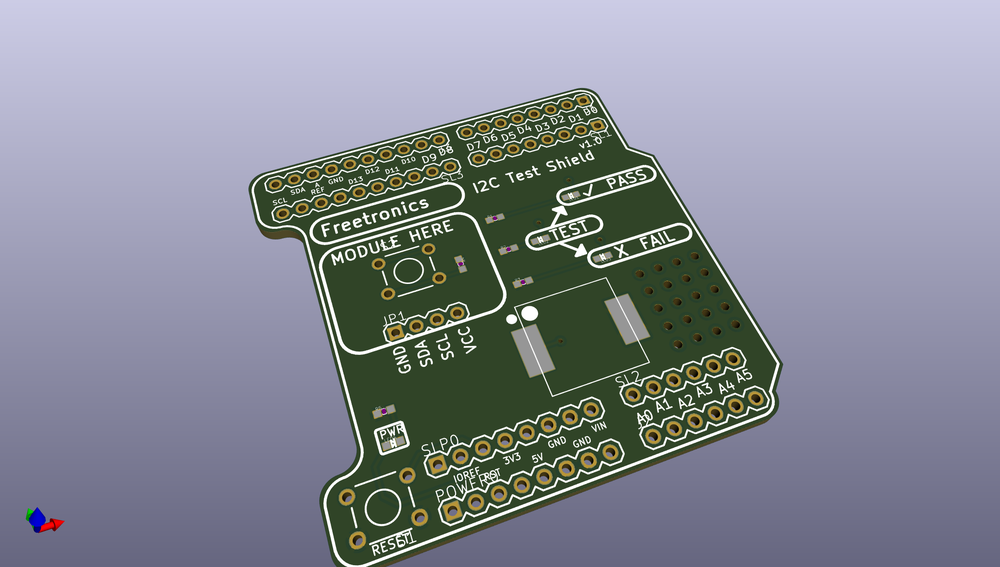 D0
D1
D2
D3
D4
D5
D6
D7
D8
D9
D10
D11
D12
D13
GND
A
REF
SDA
SCL
v1.0
I2C Test Shield
Freetronics
MODULE HERE
✓ PASS
TEST
X FAIL
JP1
GND
SDA
SCL
VCC
PWR
SL2
A0
A1
A2
A3
A4
A5
VIN
GND
GND
5V
3V3
RST
IOREF
RESET